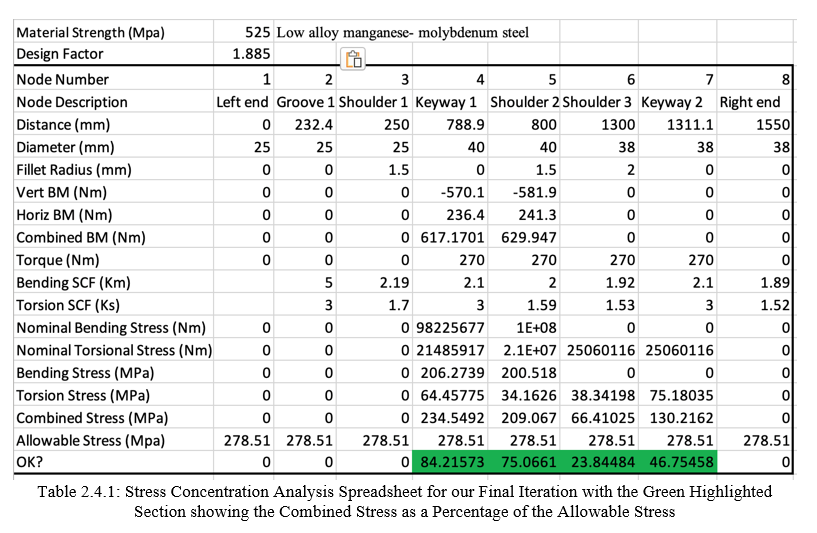 Material Strength (Mpa) 525 Low alloy manganese- molybdenum steel
Design Factor 1.885
Node Number 1 2 3 4 5 6 7 8
Node Description Left end Groove 1 Shoulder 1 Keyway 1 Shoulder 2 Shoulder 3 Keyway 2 Right end
Distance (mm) 0 232.4 250 788.9 800 1300 1311.1 1550
Diameter (mm) 25 25 25 40 40 38 38 38
Fillet Radius (mm) 0 0 1.5 0 1.5 2 0 0
Vert BM (Nm) 0 0 0 -570.1 -581.9 0 0 0
Horiz BM (Nm) 0 0 0 236.4 241.3 0 0 0
Combined BM (Nm) 0 0 0 617.1701 629.947 0 0 0
Torque (Nm) 0 0 0 270 270 270 270 0
Bending SCF (Km) 5 2.19 2.1 2 1.92 2.1 1.89
Torsion SCF (Ks) 3 1.7 3 1.59 1.53 3 1.52
Nominal Bending Stress (Nm) 0 0 0 98225677 1E+08 0 0 0
Nominal Torsional Stress (Nm) 0 0 0 21485917 2.1E+07 25060116 25060116 0
Bending Stress (MPa) 0 0 0 206.2739 200.518 0 0 0
Torsion Stress (MPa) 0 0 0 64.45775 34.1626 38.34198 75.18035 0
Combined Stress (MPa) 0 0 0 234.5492 209.067 66.41025 130.2162 0
Allowable Stress (Mpa) 278.51 278.51 278.51 278.51 278.51 278.51 278.51 278.51
OK? 0 0 0 84.21573 75.0661 23.84484 46.75458 0
Table 2.4.1: Stress Concentration Analysis Spreadsheet for our Final Iteration with the Green Highlighted
Section showing the Combined Stress as a Percentage of the Allowable Stress